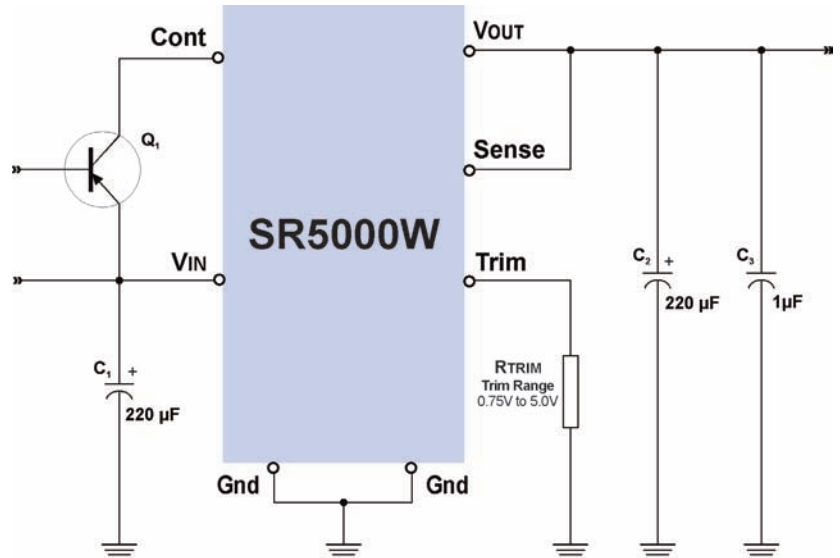 Cont
VOUT
Q1
Sense
SR5000W
VIN
Trim
C1 +
220 µF
RTRIM
Trim Range
0.75V to 5.0V
C2 +
220 µF
C3
1µF
Gnd
Gnd